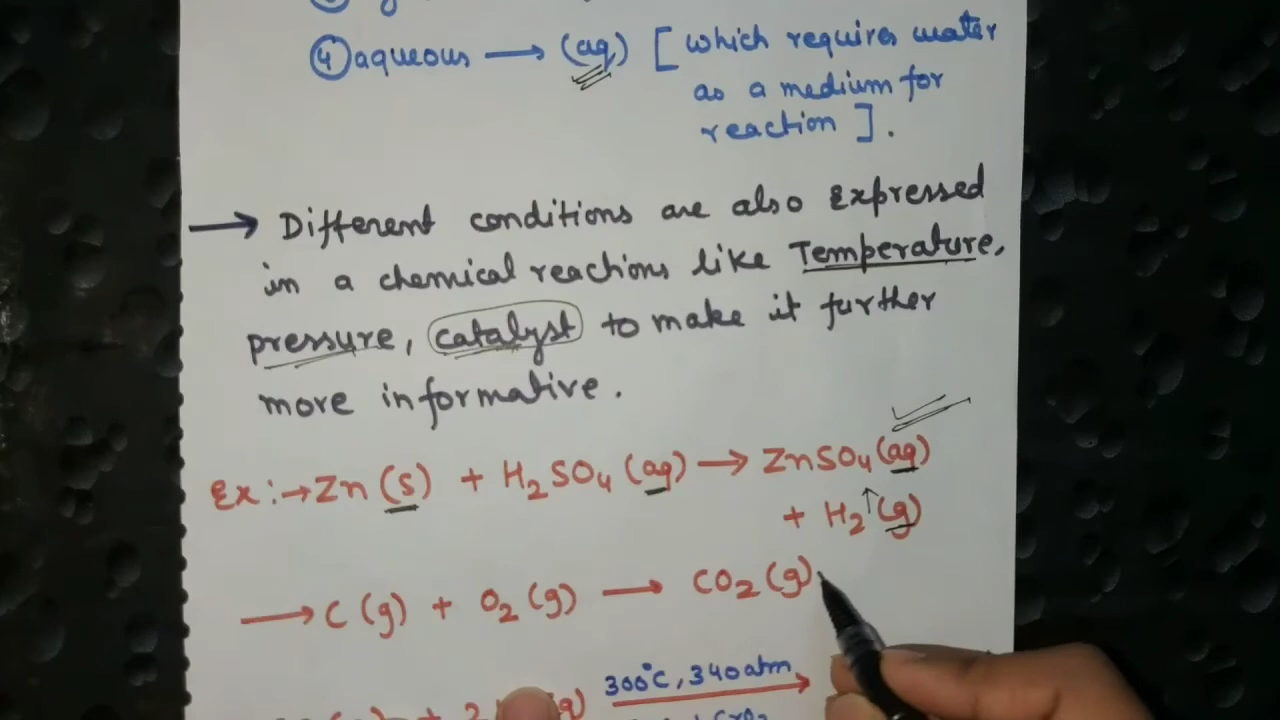 ④ aqueous ⟶ (aq) [which requires water
as a medium for
reaction].
⟶ Different conditions are also Expressed
in a chemical reactions like Temperature,
pressure, catalyst to make it further
more informative.
Ex:→ Zn (s) + H₂SO₄ (aq) ⟶ ZnSO₄ (aq)
+ H₂↑(g)
⟶ C (g) + O₂ (g) ⟶ CO₂ (g)
300°C, 340atm
+ 2